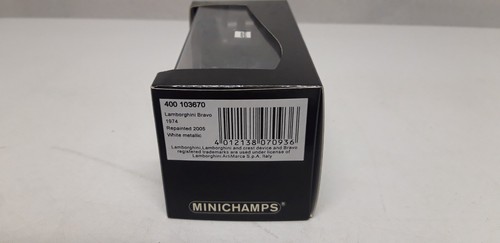 400 103670
Lamborghini Bravo
1974
Repainted 2005
White metallic
4 012138 070936
Lamborghini, Lamborghini and crest device and Bravo
registered trademarks are used under license of
Lamborghini ArtiMarca S.p.A. Italy
MINICHAMPS®